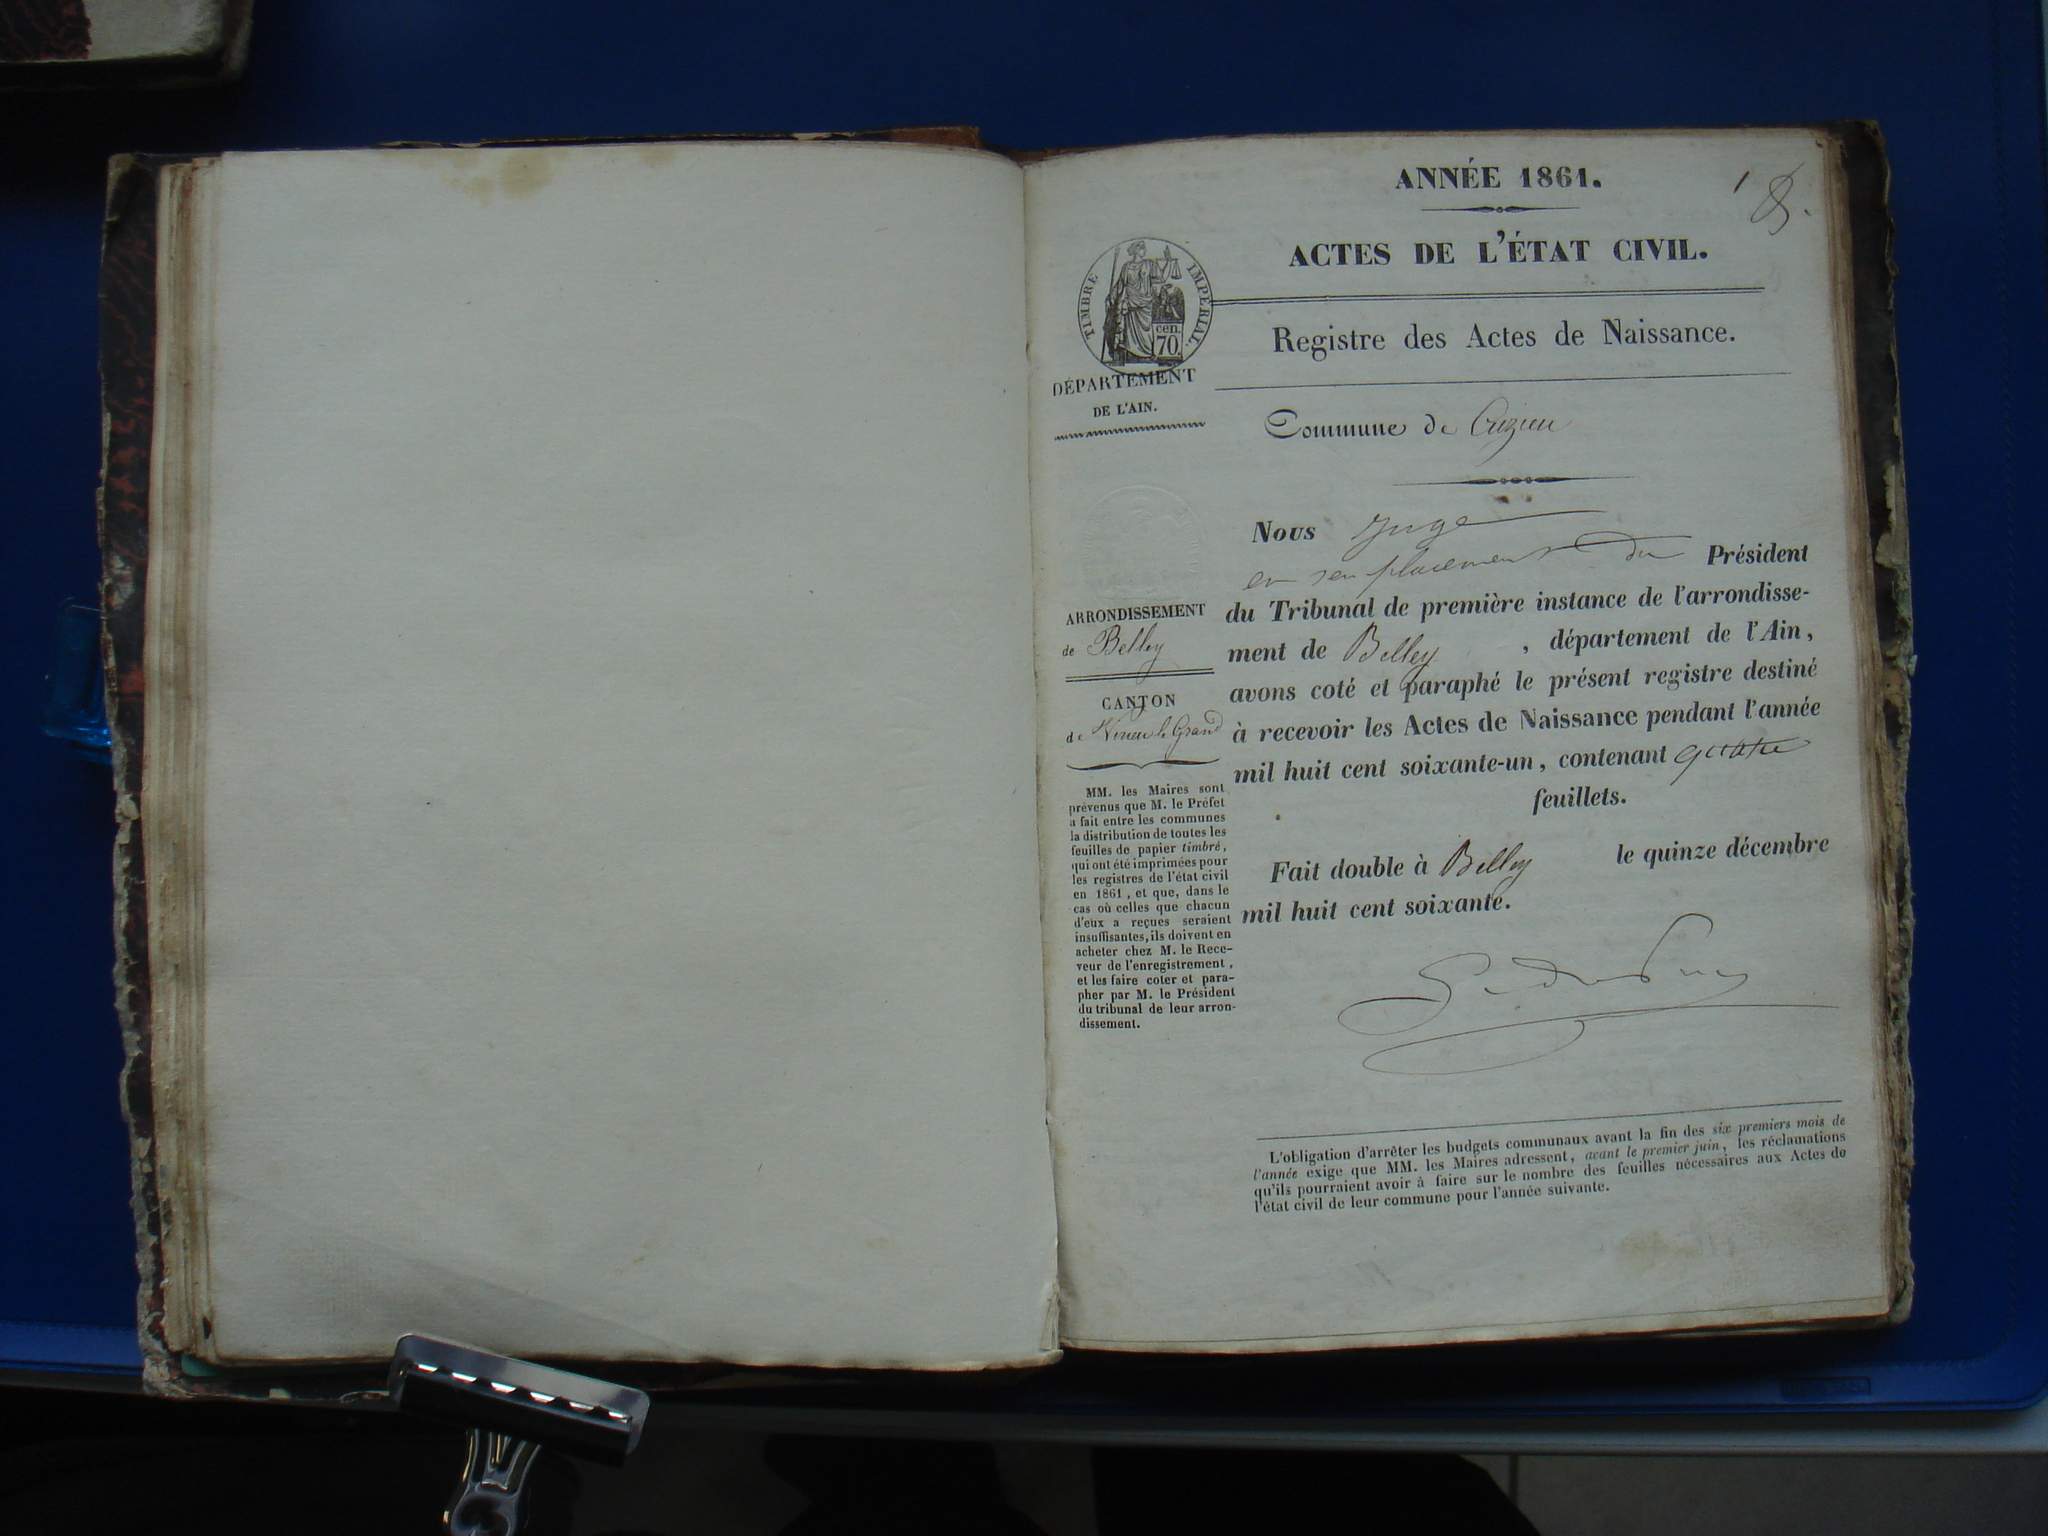 ANNÉE 1861.
1
ACTES DE L'ÉTAT CIVIL.
TIMBRE IMPÉRIAL.
cen.
70
Registre des Actes de Naissance.
DÉPARTEMENT
DE L'AIN.
Commune de Cuzieu
Nous Juge
en remplacement du Président
du Tribunal de première instance de l'arrondisse-
ment de Belley, département de l'Ain,
avons coté et paraphé le présent registre destiné
à recevoir les Actes de Naissance pendant l'année
mil huit cent soixante-un, contenant quatre
feuillets.
Fait double à Belley le quinze décembre
mil huit cent soixante.
ARRONDISSEMENT
de Belley
CANTON
de Virieu le Grand
MM. les Maires sont
prévenus que M. le Préfet
a fait entre les communes
la distribution de toutes les
feuilles de papier timbré,
qui ont été imprimées pour
les registres de l'état civil
en 1861, et que, dans le
cas où celles que chacun
d'eux a reçues seraient
insuffisantes, ils doivent en
acheter chez M. le Rece-
veur de l'enregistrement,
et les faire coter et para-
pher par M. le Président
du tribunal de leur arron-
dissement.
L'obligation d'arrêter les budgets communaux avant la fin des six premiers mois de
l'année exige que MM. les Maires adressent, avant le premier juin, les réclamations
qu'ils pourraient avoir à faire sur le nombre des feuilles nécessaires aux Actes de
l'état civil de leur commune pour l'année suivante.